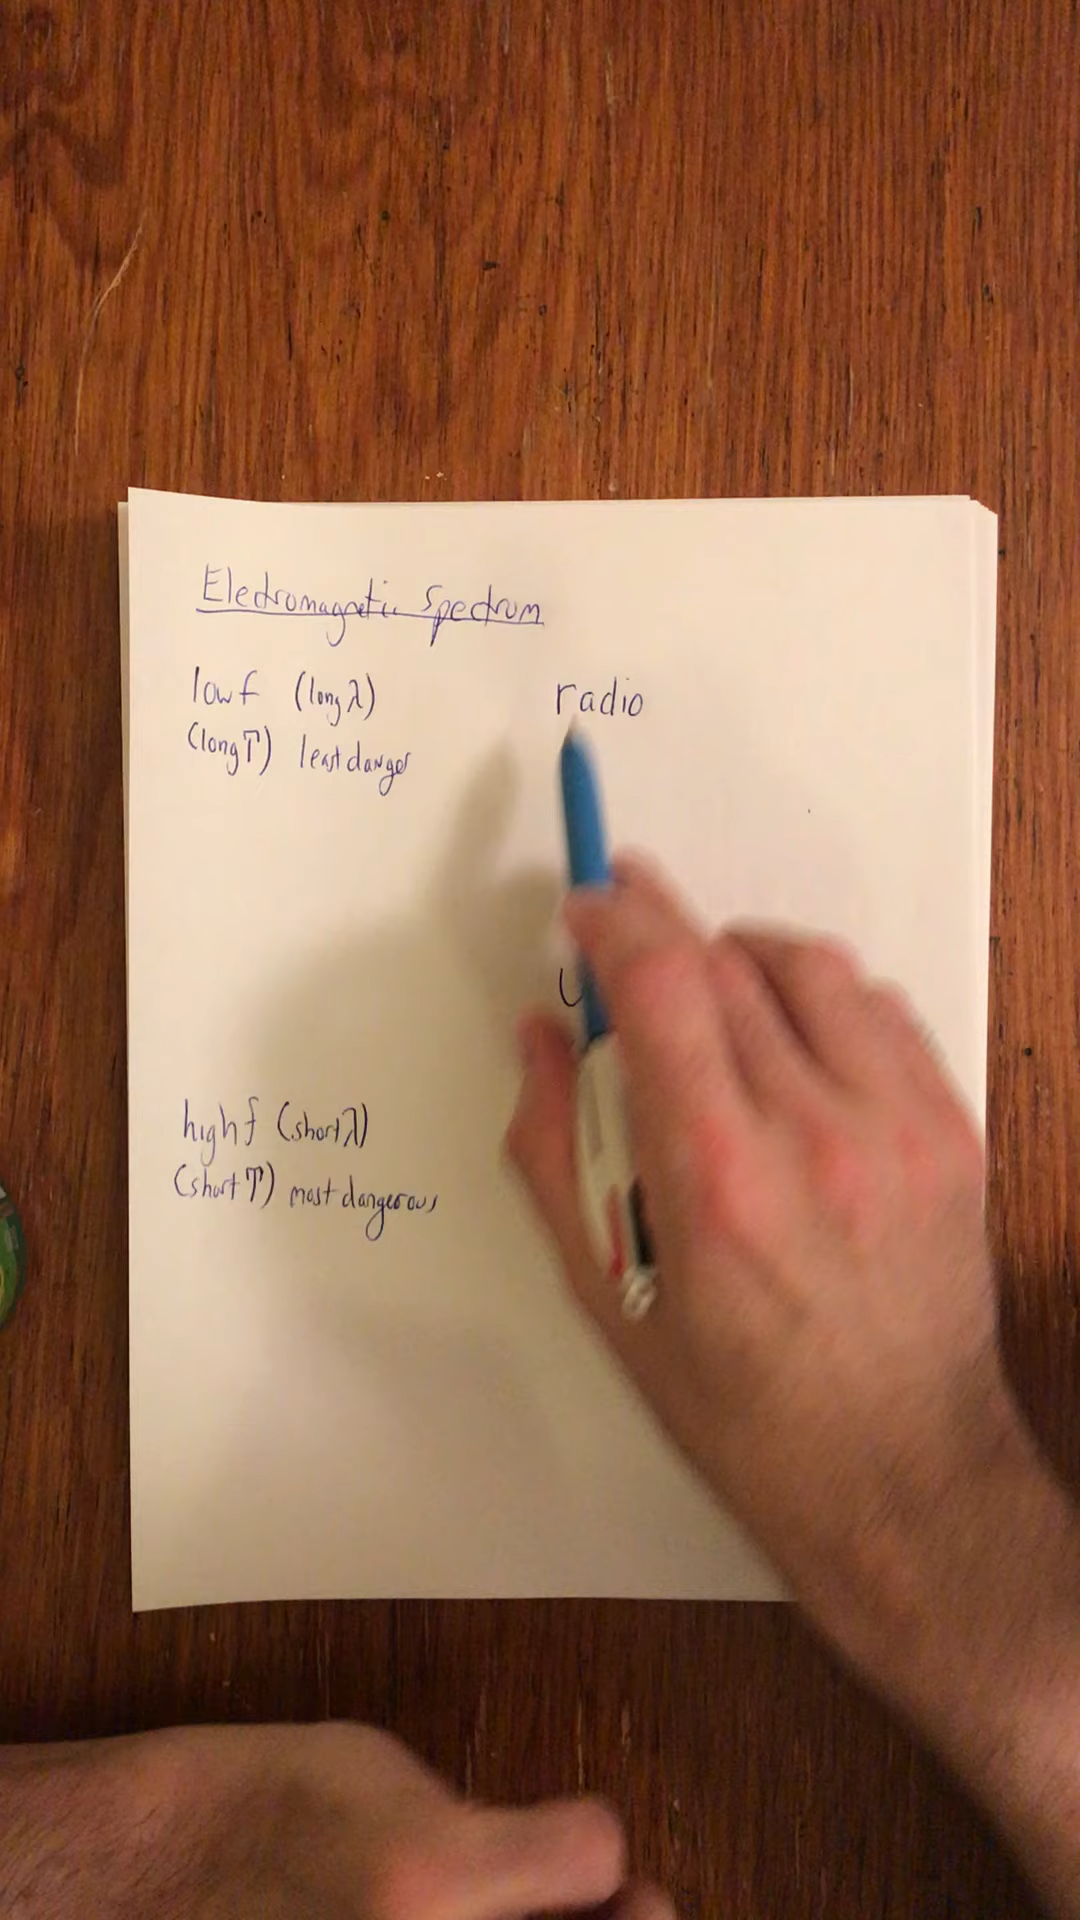 Electromagnetic Spectrum
low f (long λ)
radio
(long T) least danger
high f (short λ)
(short T) most dangerous